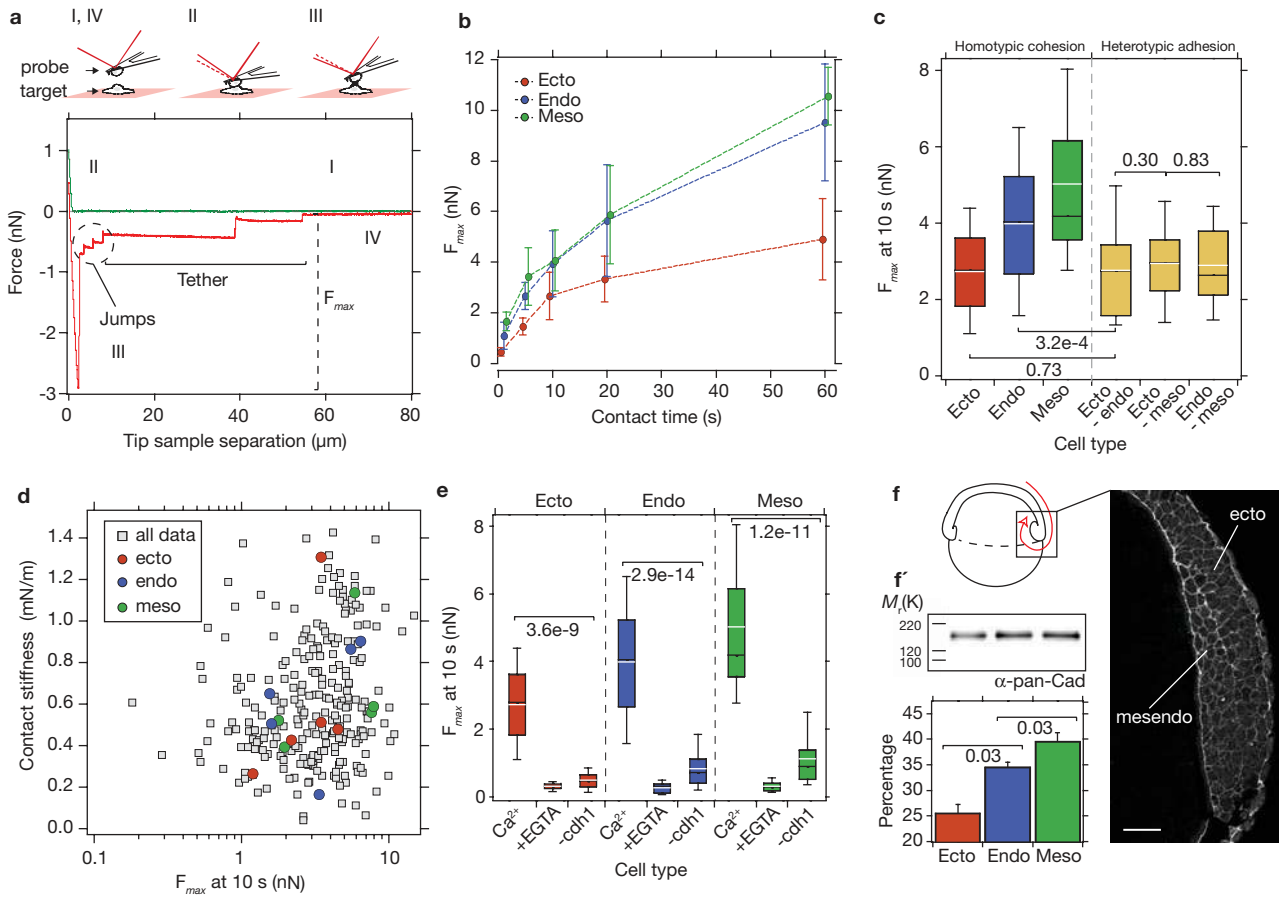 a
I, IV
II
III
probe
target
Force (nN)
1
0
-1
-2
-3
II
I
IV
Tether
Jumps
III
F max
0
20
40
60
80
Tip sample separation (µm)
b
F max (nN)
12
10
8
6
4
2
0
Ecto
Endo
Meso
0
10
20
30
40
50
60
Contact time (s)
c
Homotypic cohesion
Heterotypic adhesion
F max at 10 s (nN)
8
6
4
2
0
0.30
0.83
3.2e-4
0.73
Ecto
Endo
Meso
Ecto - endo
Ecto - meso
Endo - meso
Cell type
d
Contact stiffness (mN/m)
1.4
1.2
1.0
0.8
0.6
0.4
0.2
0.0
all data
ecto
endo
meso
0.1
1
10
F max at 10 s (nN)
e
Ecto
Endo
Meso
F max at 10 s (nN)
8
6
4
2
0
3.6e-9
2.9e-14
1.2e-11
Ca2+
+EGTA
-cdh1
Ca2+
+EGTA
-cdh1
Ca2+
+EGTA
-cdh1
Cell type
f
ecto
mesendo
f´
Mr(K)
220
120
100
α-pan-Cad
Percentage
45
40
35
30
25
20
0.03
0.03
Ecto
Endo
Meso